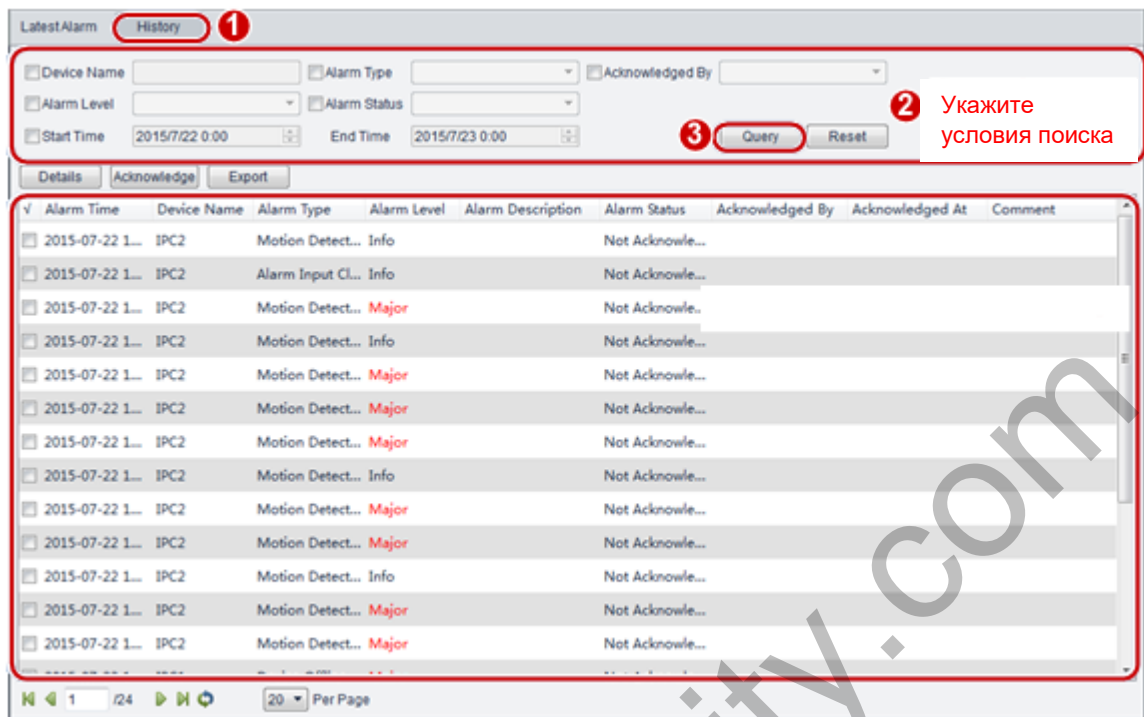 Latest Alarm History 1
Device Name Alarm Type Acknowledged By
Alarm Level Alarm Status 2 Укажите
условия поиска
Start Time 2015/7/22 0:00 End Time 2015/7/23 0:00 3 Query Reset
Details Acknowledge Export
√ Alarm Time Device Name Alarm Type Alarm Level Alarm Description Alarm Status Acknowledged By Acknowledged At Comment
2015-07-22 1... IPC2 Motion Detect... Info Not Acknowle...
2015-07-22 1... IPC2 Alarm Input Cl... Info Not Acknowle...
2015-07-22 1... IPC2 Motion Detect... Major Not Acknowle..
2015-07-22 1... IPC2 Motion Detect... Info Not Acknowle...
2015-07-22 1... IPC2 Motion Detect... Major Not Acknowle...
2015-07-22 1... IPC2 Motion Detect... Major Not Acknowle...
2015-07-22 1... IPC2 Motion Detect... Major Not Acknowle...
2015-07-22 1... IPC2 Motion Detect... Info Not Acknowle...
2015-07-22 1... IPC2 Motion Detect... Major Not Acknowle...
2015-07-22 1... IPC2 Motion Detect... Major Not Acknowle...
2015-07-22 1... IPC2 Motion Detect... Info Not Acknowle...
2015-07-22 1... IPC2 Motion Detect... Major Not Acknowle...
2015-07-22 1... IPC2 Motion Detect... Major Not Acknowle...
1 /24 20 Per Page
ity.com